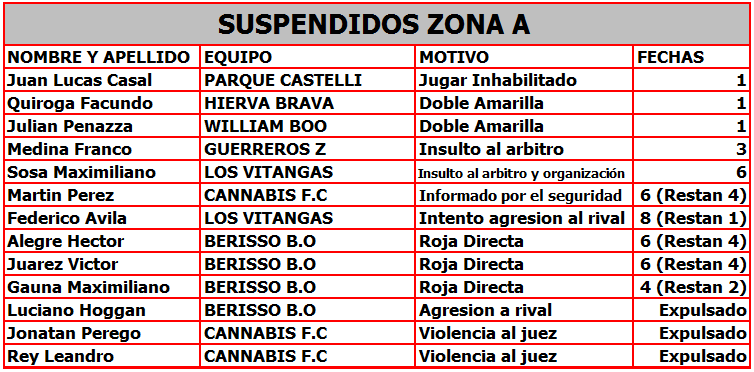 SUSPENDIDOS ZONA A
NOMBRE Y APELLIDO EQUIPO MOTIVO FECHAS
Juan Lucas Casal PARQUE CASTELLI Jugar Inhabilitado 1
Quiroga Facundo HIERVA BRAVA Doble Amarilla 1
Julian Penazza WILLIAM BOO Doble Amarilla 1
Medina Franco GUERREROS Z Insulto al arbitro 3
Sosa Maximiliano LOS VITANGAS Insulto al arbitro y organización 6
Martin Perez CANNABIS F.C Informado por el seguridad 6 (Restan 4)
Federico Avila LOS VITANGAS Intento agresion al rival 8 (Restan 1)
Alegre Hector BERISSO B.O Roja Directa 6 (Restan 4)
Juarez Victor BERISSO B.O Roja Directa 6 (Restan 4)
Gauna Maximiliano BERISSO B.O Roja Directa 4 (Restan 2)
Luciano Hoggan BERISSO B.O Agresion a rival Expulsado
Jonatan Perego CANNABIS F.C Violencia al juez Expulsado
Rey Leandro CANNABIS F.C Violencia al juez Expulsado